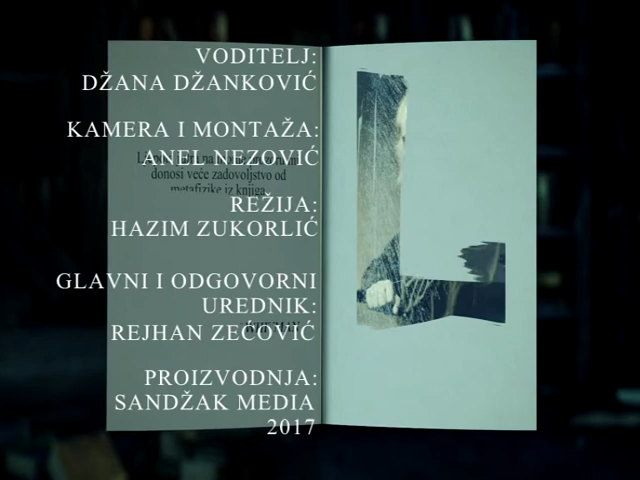 VODITELJ:
DŽANA DŽANKOVIĆ
KAMERA I MONTAŽA:
ANEL NEZOVIĆ
donosi veće zadovoljstvo od
metafizike iz knjiga
REŽIJA:
HAZIM ZUKORLIĆ
GLAVNI I ODGOVORNI
UREDNIK:
REJHAN ZECOVIĆ
PROIZVODNJA:
SANDŽAK MEDIA
2017